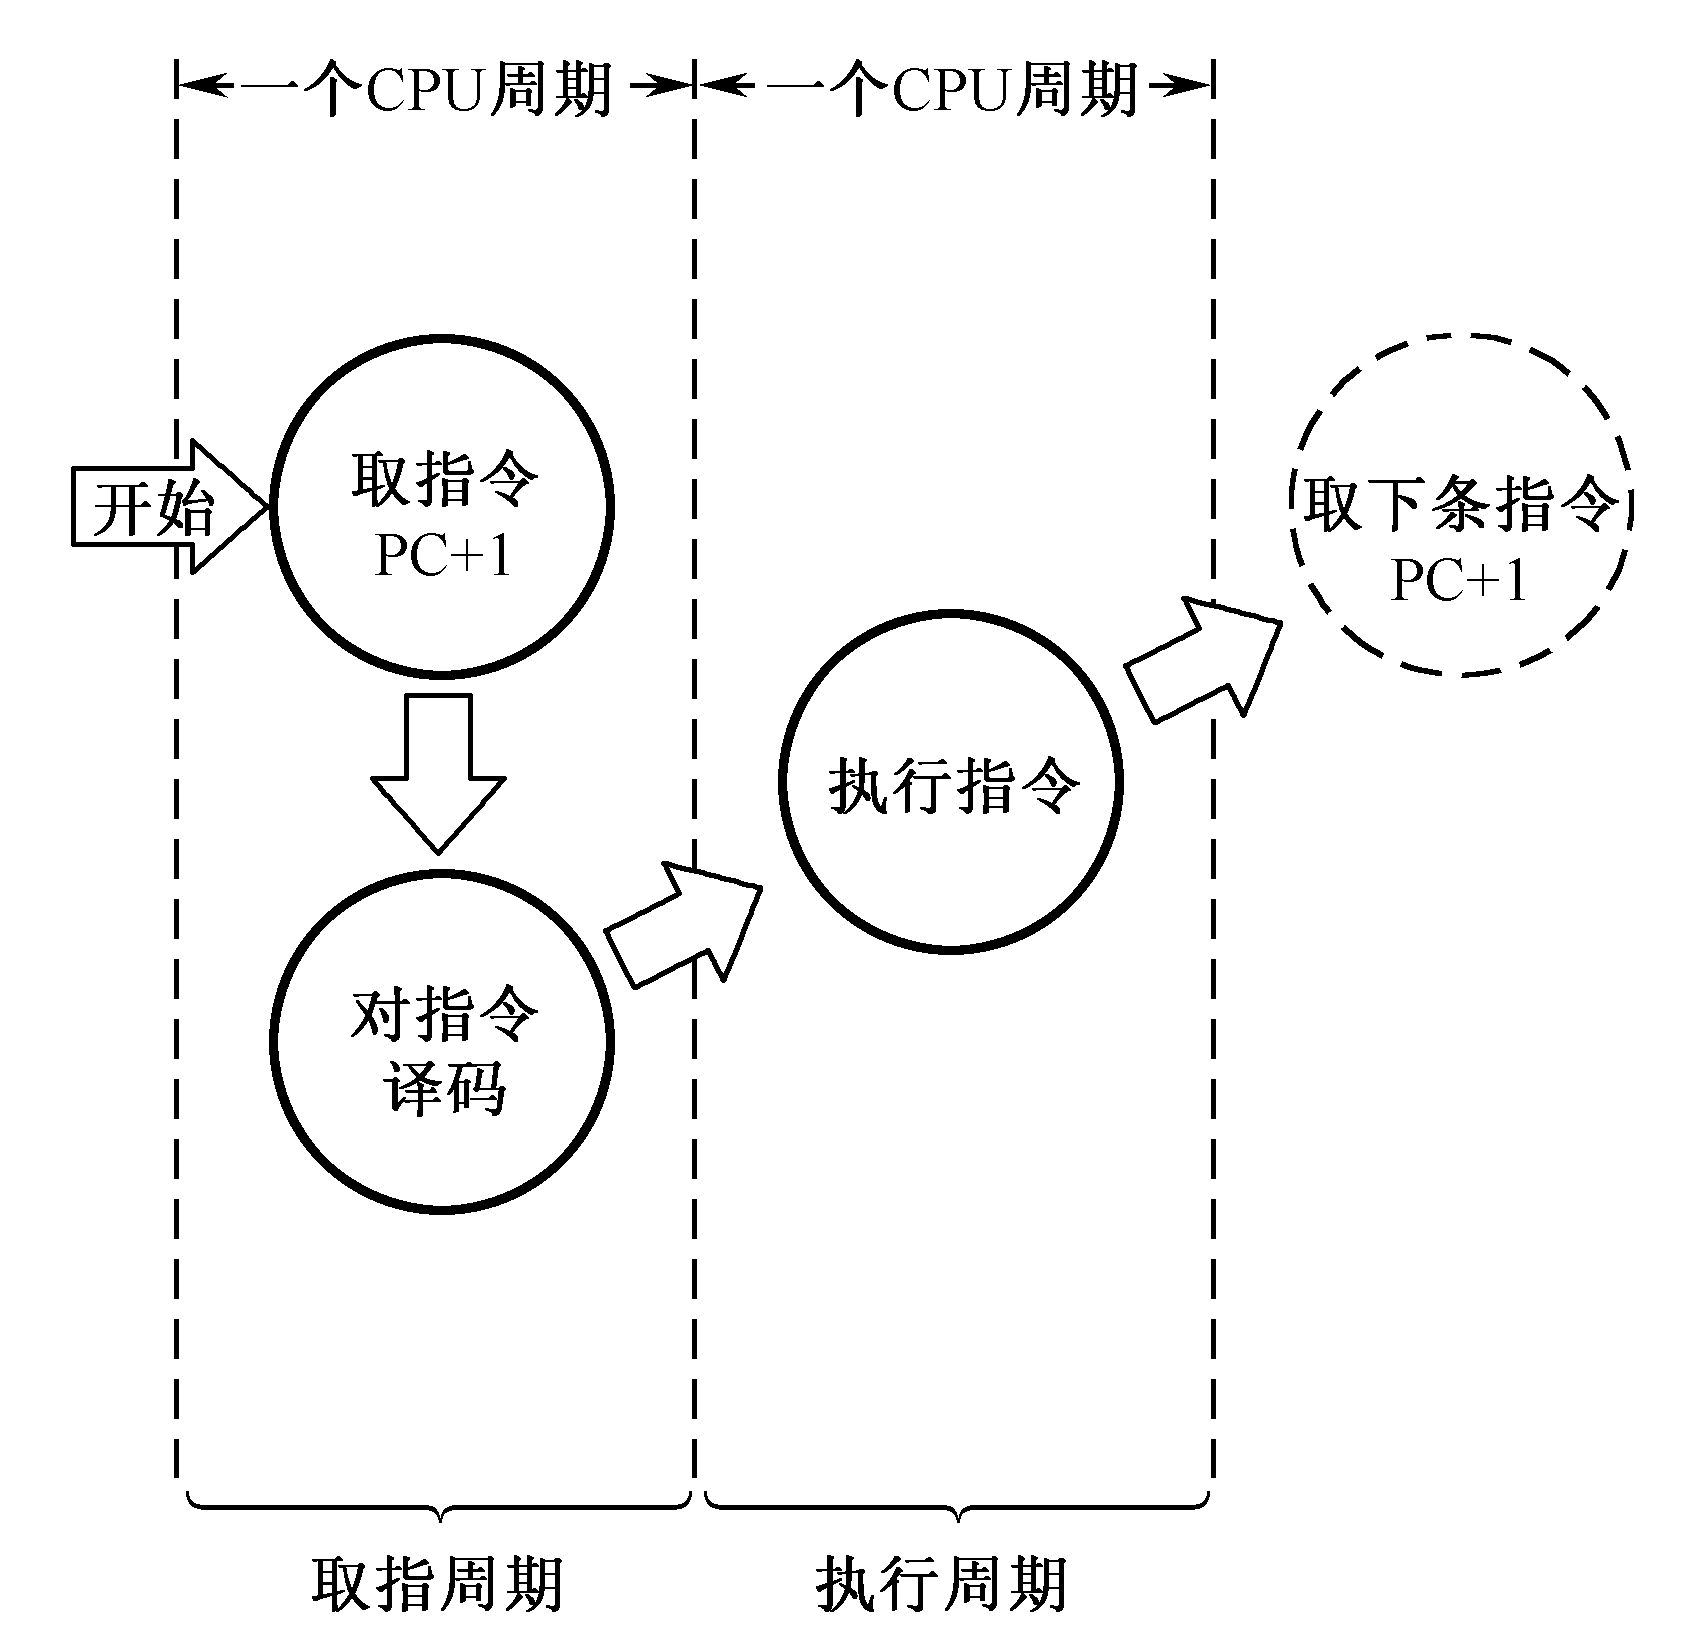 一个CPU周期
一个CPU周期
开始
取指令
PC+1
对指令
译码
执行指令
取下条指令
PC+1
取指周期
执行周期